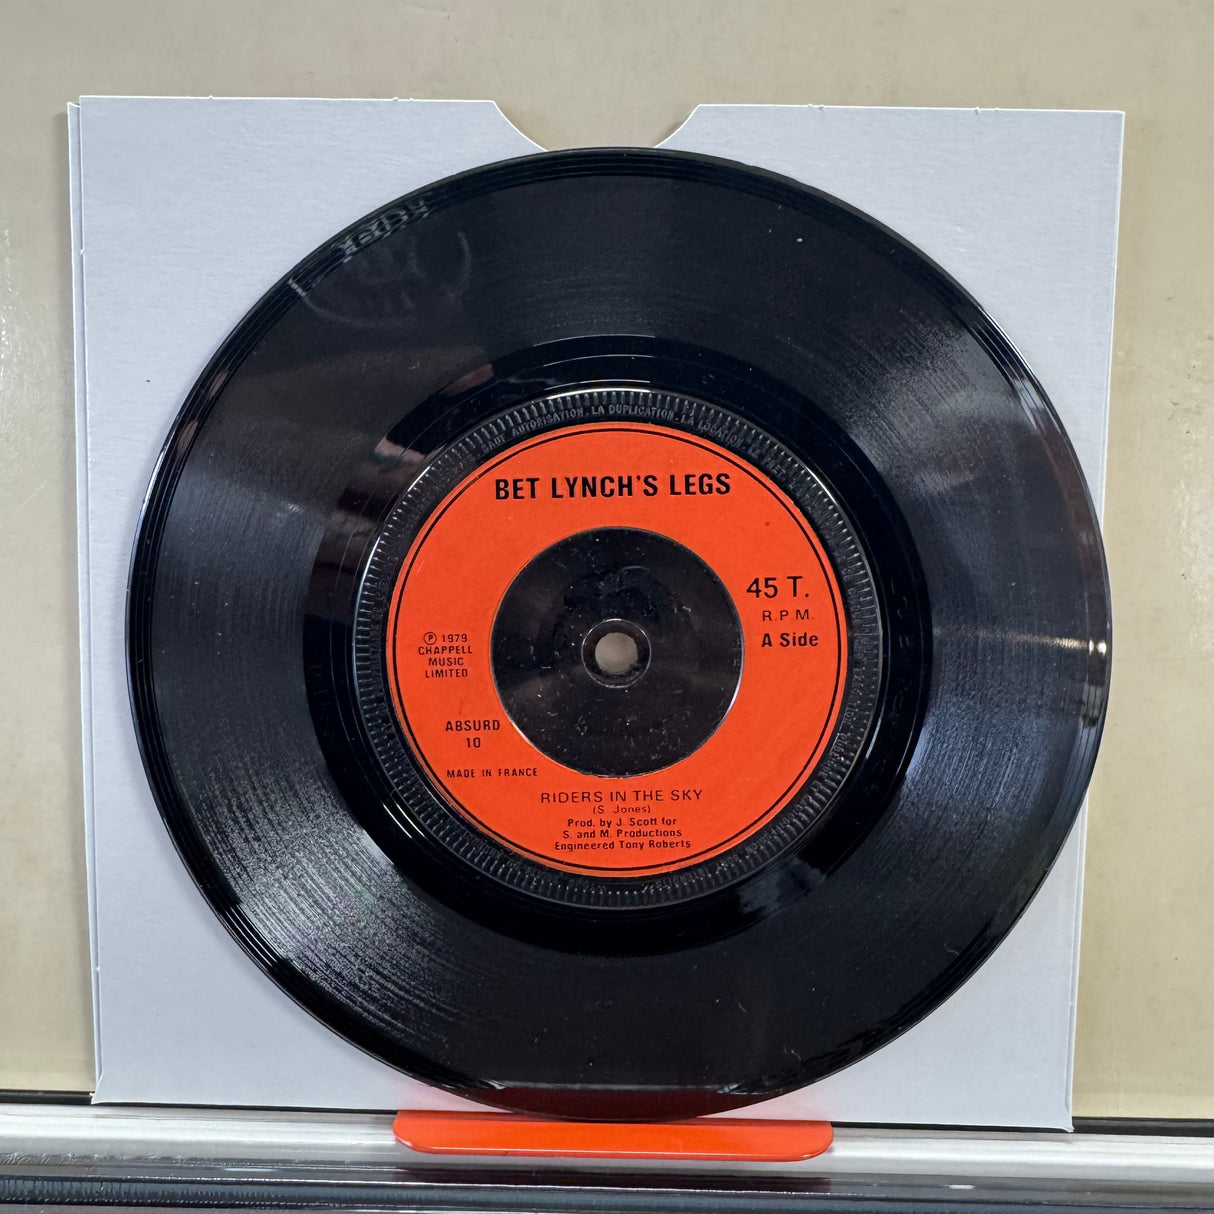 SAUF AUTORISATION . LA DUPLICATION . LA LOCATION
BET LYNCH'S LEGS
45 T.
R.P.M.
A Side
Ⓟ 1979
CHAPPELL
MUSIC
LIMITED
ABSURD
10
MADE IN FRANCE
RIDERS IN THE SKY
(S. Jones)
Prod. by J. Scott for
S. and M. Productions
Engineered Tony Roberts